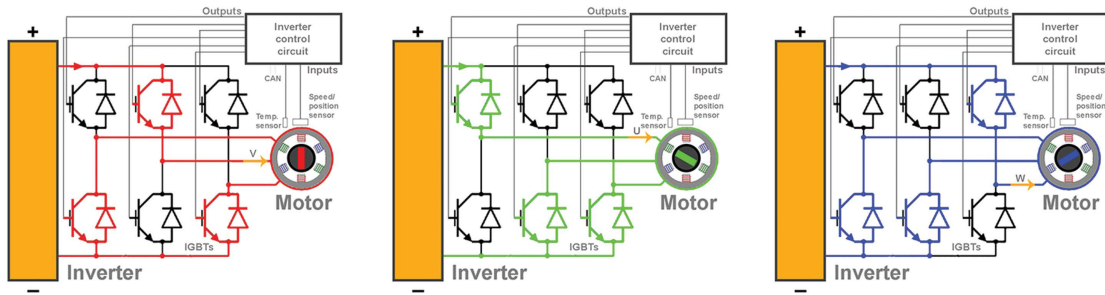 Outputs
+
Inverter
control
circuit
CAN
Inputs
Temp.
sensor
Speed/
position
sensor
V
Motor
IGBTs
Inverter
−
Outputs
+
Inverter
control
circuit
CAN
Inputs
Temp.
sensor
Speed/
position
sensor
U
Motor
IGBTs
Inverter
−
Outputs
+
Inverter
control
circuit
CAN
Inputs
Temp.
sensor
Speed/
position
sensor
W
Motor
IGBTs
Inverter
−